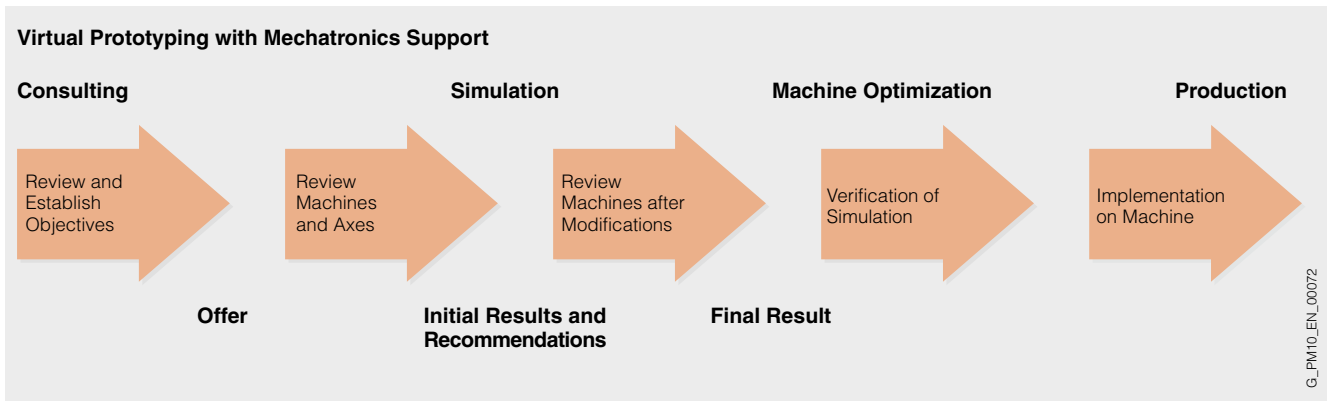 Virtual Prototyping with Mechatronics Support
Consulting
Simulation
Machine Optimization
Production
Review and
Establish
Objectives
Review
Machines
and Axes
Review
Machines after
Modifications
Verification of
Simulation
Implementation
on Machine
Offer
Initial Results and
Recommendations
Final Result
G_PM10_EN_00072